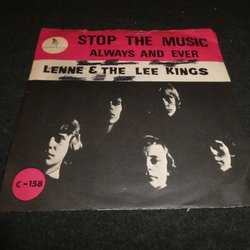 STOP THE MUSIC
ALWAYS AND EVER
LENNE & THE LEE KINGS
C-158